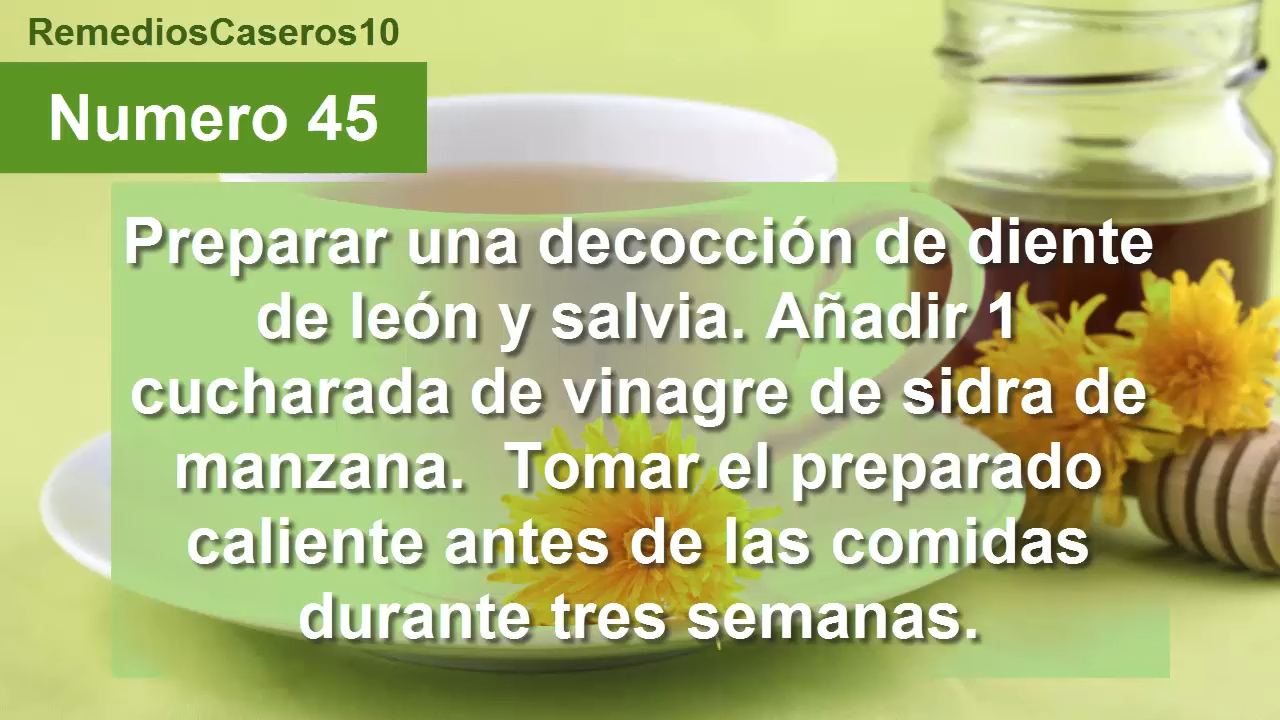 RemediosCaseros10
Numero 45
Preparar una decocción de diente
de león y salvia. Añadir 1
cucharada de vinagre de sidra de
manzana.  Tomar el preparado
caliente antes de las comidas
durante tres semanas.